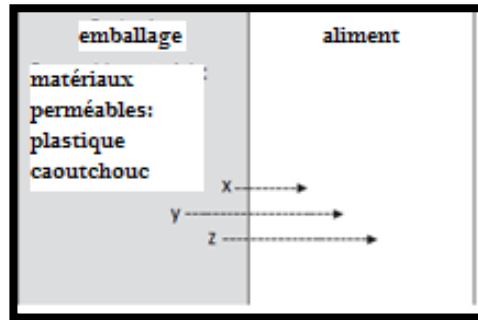 emballage
aliment
matériaux
perméables:
plastique
caoutchouc
x
y
z